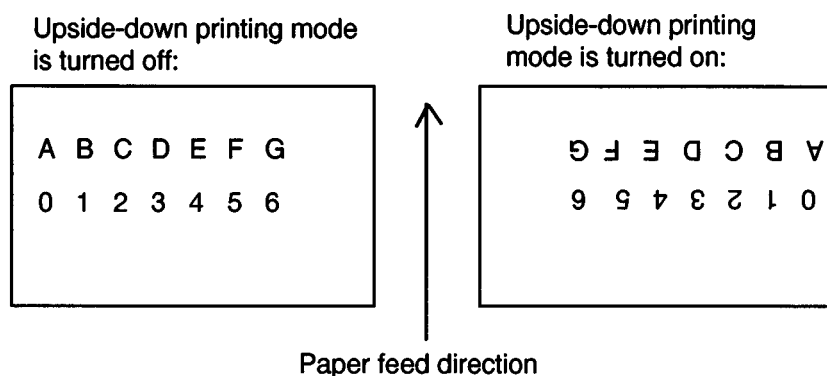 Upside-down printing mode
is turned off:
A B C D E F G
0 1 2 3 4 5 6
Upside-down printing
mode is turned on:
A B C D E F G
0 1 2 3 4 5 6
Paper feed direction